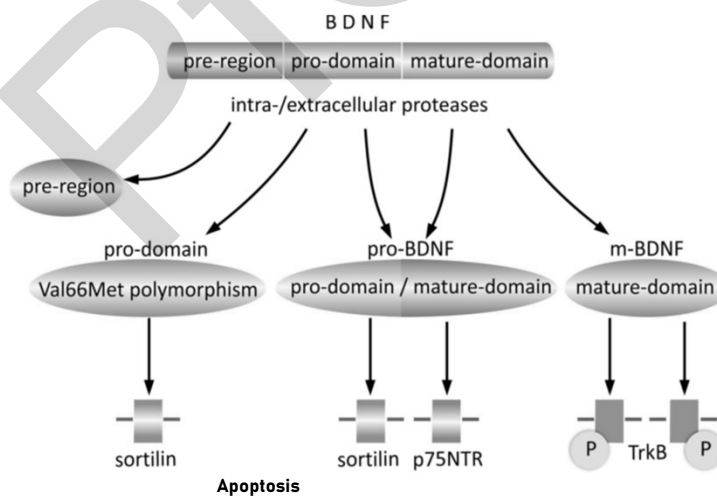 B D N F
pre-region pro-domain mature-domain
intra-/extracellular proteases
pre-region
pro-domain pro-BDNF m-BDNF
Val66Met polymorphism pro-domain / mature-domain mature-domain
sortilin sortilin p75NTR P TrkB P
Apoptosis